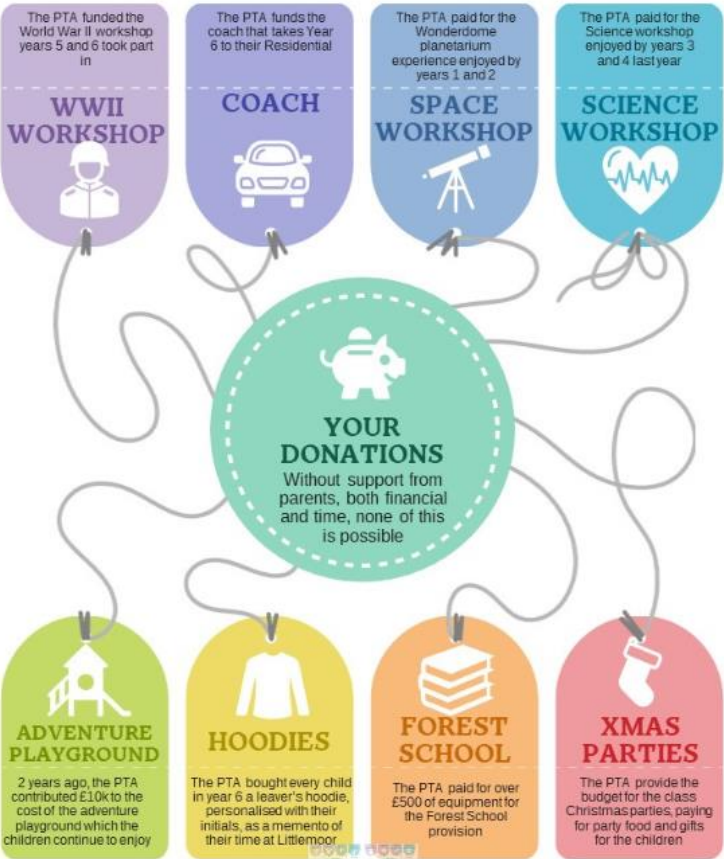 The PTA funded the
World War II workshop
years 5 and 6 took part
in
WWII
WORKSHOP
The PTA funds the
coach that takes Year
6 to their Residential
COACH
The PTA paid for the
Wonderdome
planetarium
experience enjoyed by
years 1 and 2
SPACE
WORKSHOP
The PTA paid for the
Science workshop
enjoyed by years 3
and 4 last year
SCIENCE
WORKSHOP
YOUR
DONATIONS
Without support from
parents, both financial
and time, none of this
is possible
ADVENTURE
PLAYGROUND
2 years ago, the PTA
contributed £10k to the
cost of the adventure
playground which the
children continue to enjoy
HOODIES
The PTA bought every child
in year 6 a leaver's hoodie,
personalised with their
initials, as a memento of
their time at Littlemoor
FOREST
SCHOOL
The PTA paid for over
£500 of equipment for
the Forest School
provision
XMAS
PARTIES
The PTA provide the
budget for the class
Christmas parties, paying
for party food and gifts
for the children